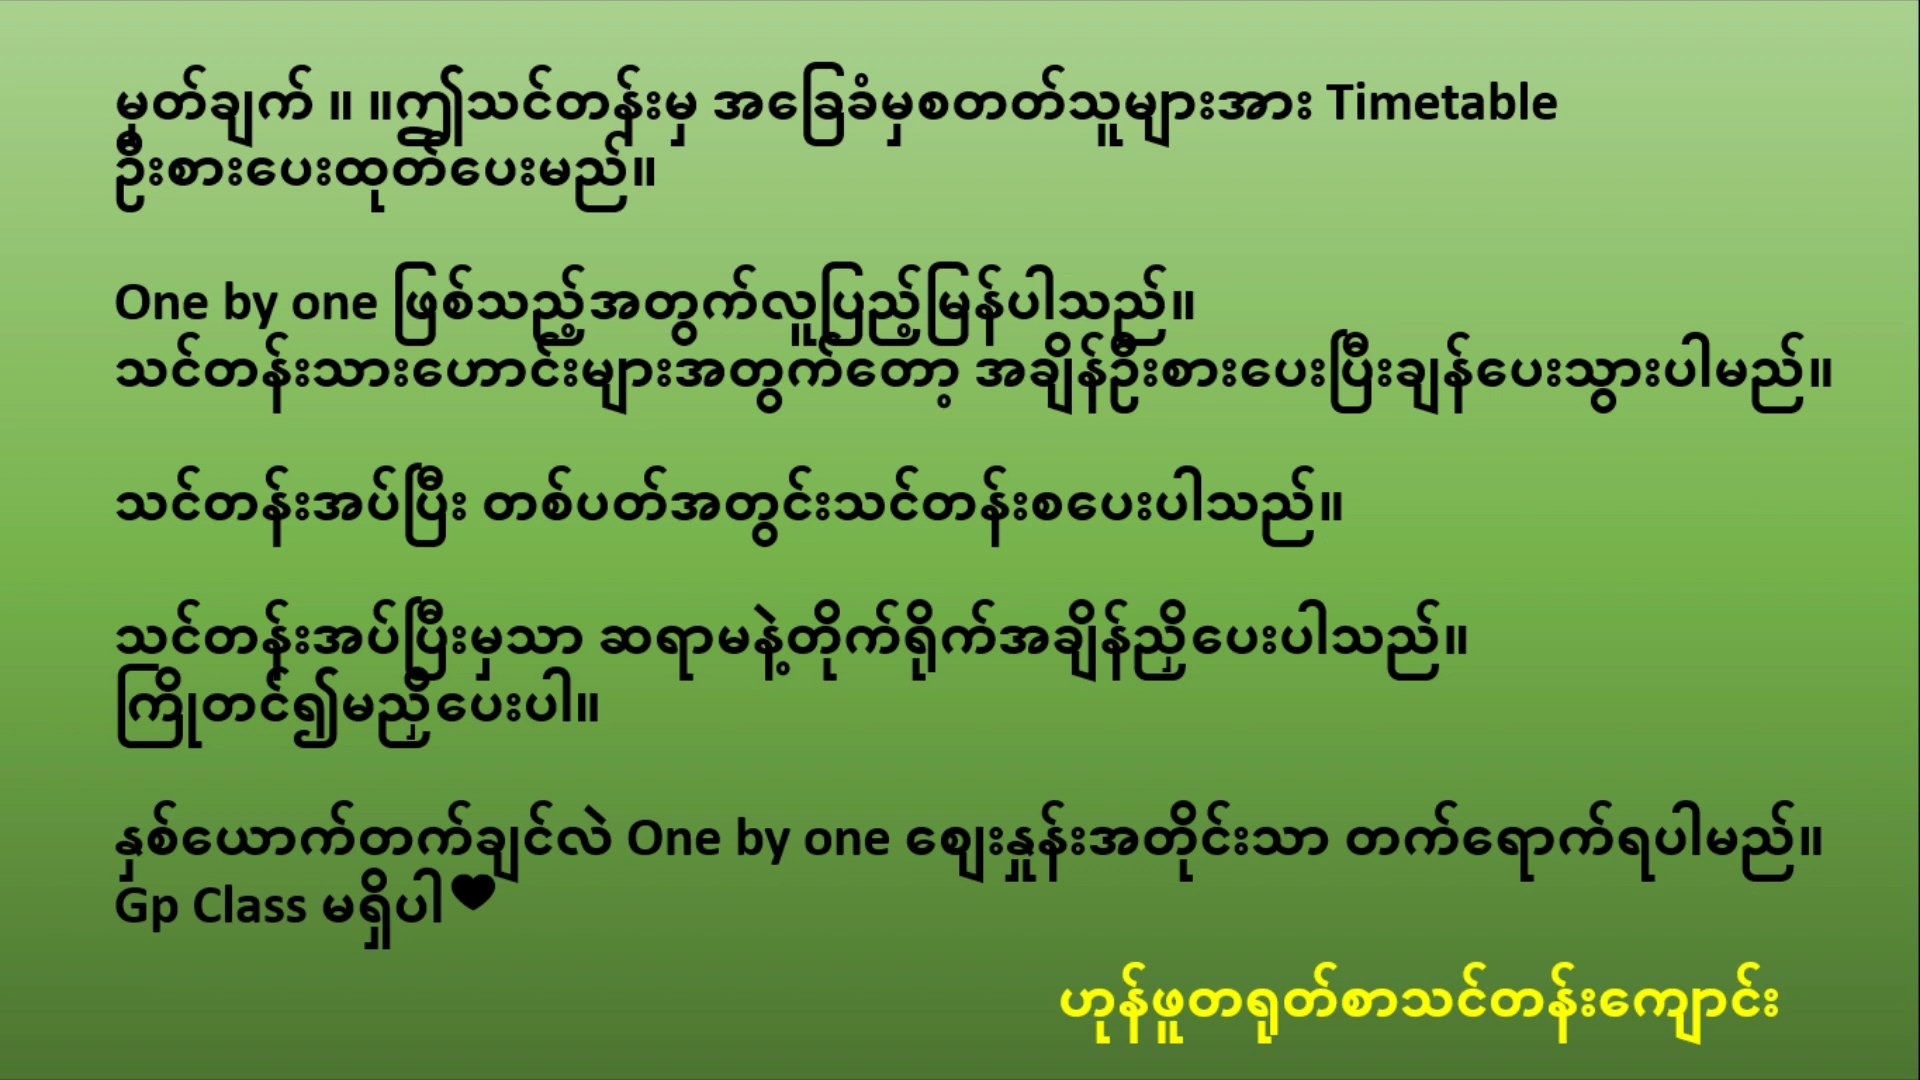 မှတ်ချက် ။ ။ဤသင်တန်းမှ အခြေခံမှစတတ်သူများအား Timetable
ဦးစားပေးထုတ်ပေးမည်။
One by one ဖြစ်သည့်အတွက်လူပြည့်မြန်ပါသည်။
သင်တန်းသားဟောင်းများအတွက်တော့ အချိန်ဦးစားပေးပြီးချန်ပေးသွားပါမည်။
သင်တန်းအပ်ပြီး တစ်ပတ်အတွင်းသင်တန်းစပေးပါသည်။
သင်တန်းအပ်ပြီးမှသာ ဆရာမနဲ့တိုက်ရိုက်အချိန်ညှိပေးပါသည်။
ကြိုတင်၍မညှိပေးပါ။
နှစ်ယောက်တက်ချင်လဲ One by one ဈေးနှုန်းအတိုင်းသာ တက်ရောက်ရပါမည်။
Gp Class မရှိပါ♥
ဟုန်ဖူတရုတ်စာသင်တန်းကျောင်း